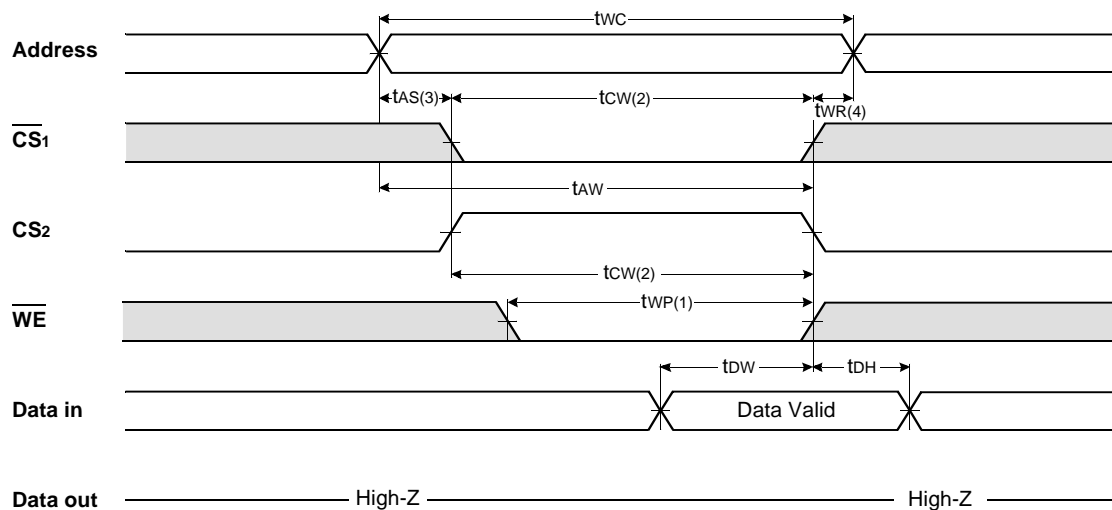 tWC
Address
tAS(3)
tCW(2)
tWR(4)
CS1
tAW
CS2
tCW(2)
tWP(1)
WE
tDW
tDH
Data in
Data Valid
Data out
High-Z
High-Z